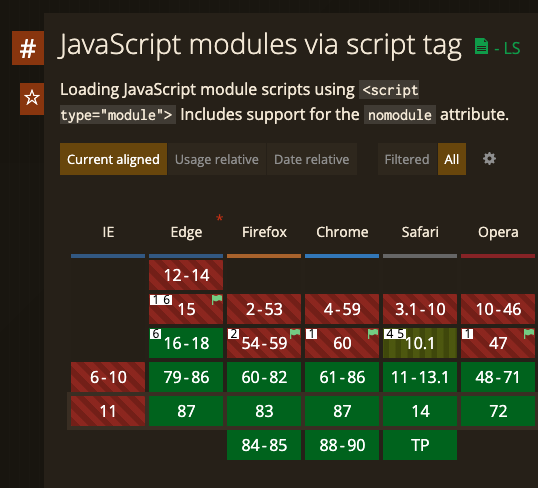 # JavaScript modules via script tag - LS
☆ Loading JavaScript module scripts using <script
type="module"> Includes support for the nomodule attribute.
Current aligned Usage relative Date relative Filtered All
*
IE Edge Firefox Chrome Safari Opera
12-14
1 6 15 2-53 4-59 3.1-10 10-46
6 16-18 2 54-59 1 60 4 5 10.1 1 47
6-10 79-86 60-82 61-86 11-13.1 48-71
11 87 83 87 14 72
84-85 88-90 TP